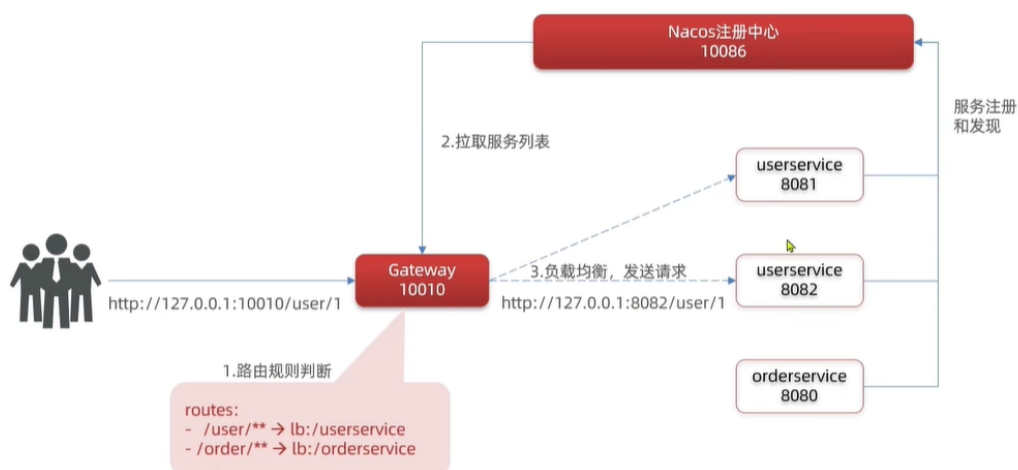 Nacos注册中心
10086
服务注册
和发现
2.拉取服务列表
userservice
8081
Gateway
10010
3.负载均衡，发送请求
userservice
8082
http://127.0.0.1:10010/user/1
http://127.0.0.1:8082/user/1
1.路由规则判断
orderservice
8080
routes:
- /user/** → lb:/userservice
- /order/** → lb:/orderservice